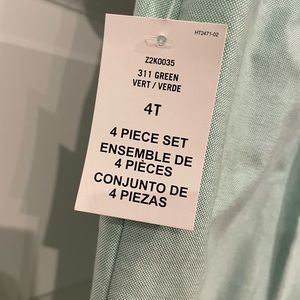 HT2471-02
Z2K0035
311 GREEN
VERT / VERDE
4T
4 PIECE SET
ENSEMBLE DE
4 PIÈCES
CONJUNTO DE
4 PIEZAS